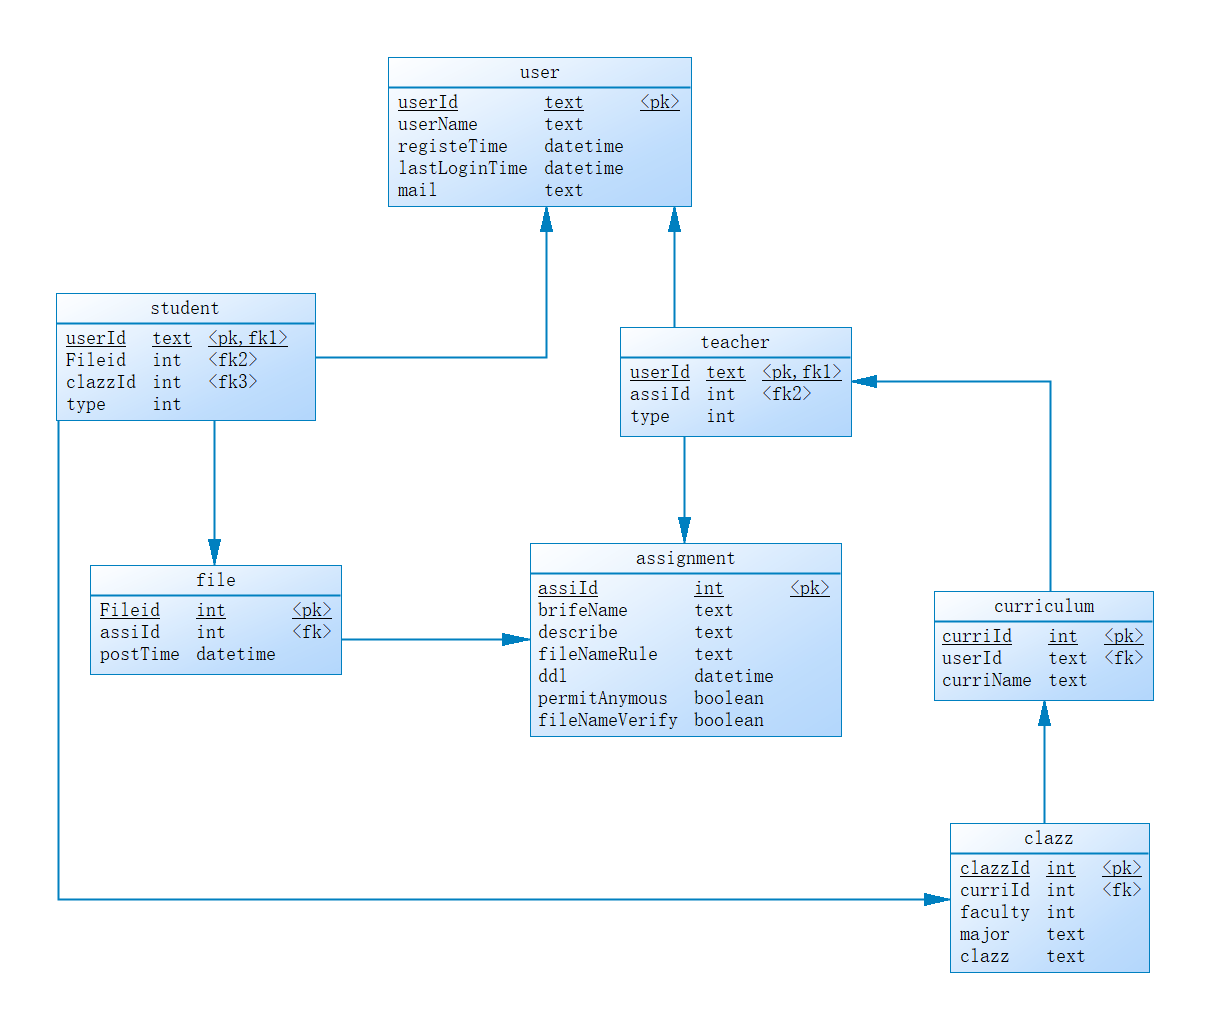 user
userId text <pk>
userName text
registeTime datetime
lastLoginTime datetime
mail text
student
userId text <pk,fk1>
Fileid int <fk2>
clazzId int <fk3>
type int
teacher
userId text <pk,fk1>
assiId int <fk2>
type int
file
Fileid int <pk>
assiId int <fk>
postTime datetime
assignment
assiId int <pk>
brifeName text
describe text
fileNameRule text
ddl datetime
permitAnymous boolean
fileNameVerify boolean
curriculum
curriId int <pk>
userId text <fk>
curriName text
clazz
clazzId int <pk>
curriId int <fk>
faculty int
major text
clazz text